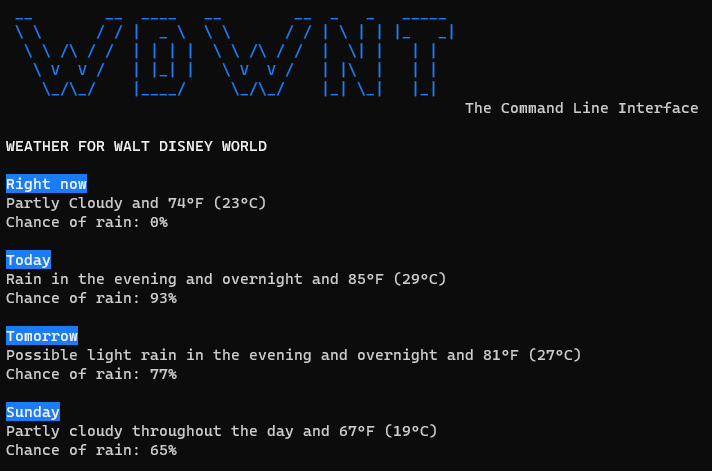 WDWNT
The Command Line Interface
WEATHER FOR WALT DISNEY WORLD
Right now
Partly Cloudy and 74°F (23°C)
Chance of rain: 0%
Today
Rain in the evening and overnight and 85°F (29°C)
Chance of rain: 93%
Tomorrow
Possible light rain in the evening and overnight and 81°F (27°C)
Chance of rain: 77%
Sunday
Partly cloudy throughout the day and 67°F (19°C)
Chance of rain: 65%